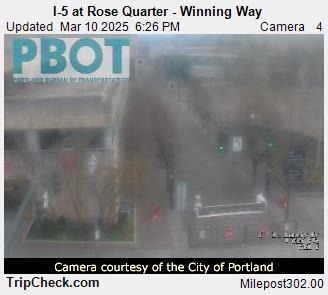 I-5 at Rose Quarter - Winning Way
Updated Mar 10 2025 6:26 PM Camera 4
PBOT
PORTLAND BUREAU OF TRANSPORTATION
Camera courtesy of the City of Portland
TripCheck.com Milepost302.00